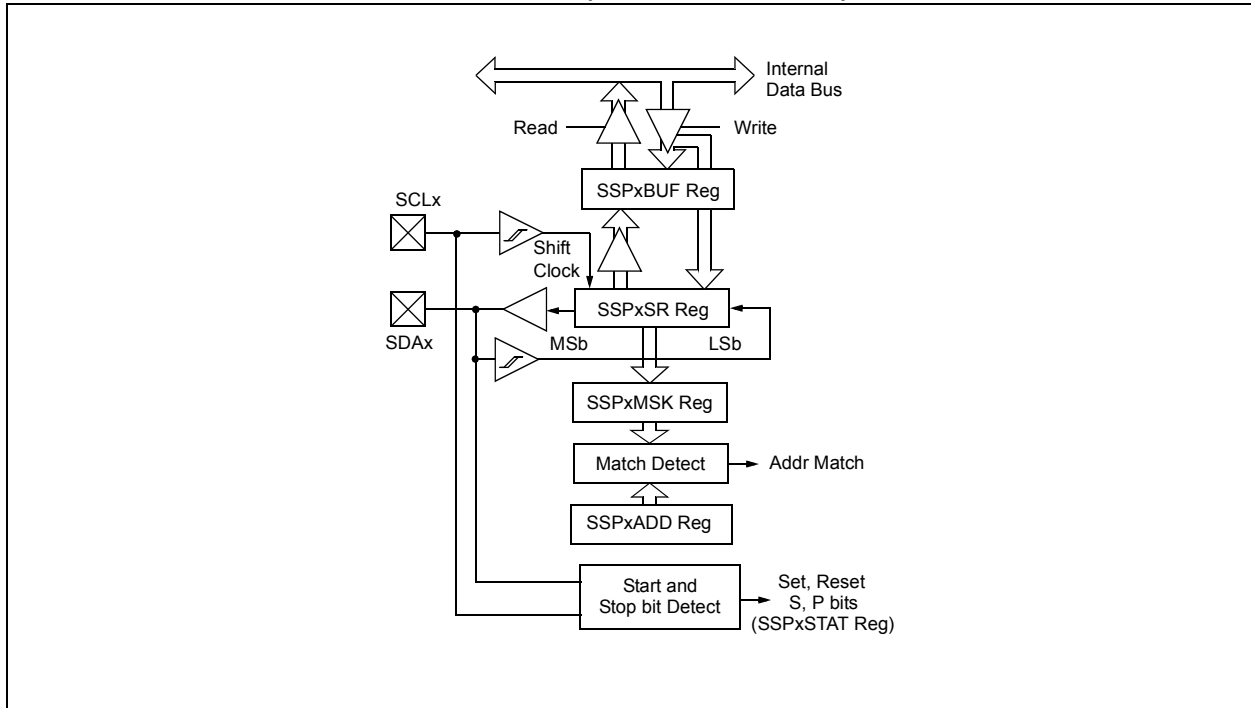 Internal
Data Bus
Read
Write
SSPxBUF Reg
SCLx
Shift
Clock
SSPxSR Reg
SDAx
MSb
LSb
SSPxMSK Reg
Match Detect
Addr Match
SSPxADD Reg
Start and
Stop bit Detect
Set, Reset
S, P bits
(SSPxSTAT Reg)